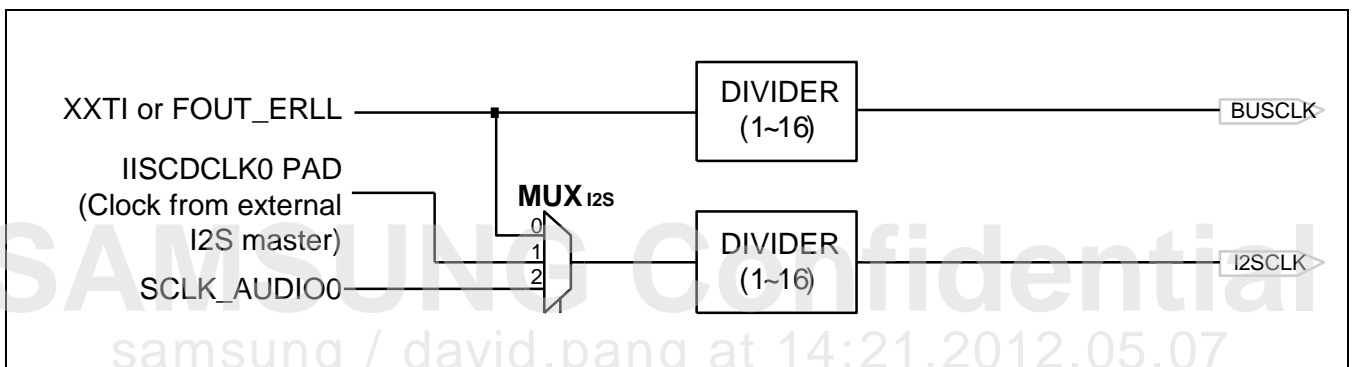 XXTI or FOUT_ERLL
DIVIDER
(1~16)
BUSCLK
IISCDCLK0 PAD
(Clock from external
I2S master)
SCLK_AUDIO0
MUX I2S
0
1
2
DIVIDER
(1~16)
I2SCLK
SAMSUNG Confidential
samsung / david.pang at 14:21,2012.05.07